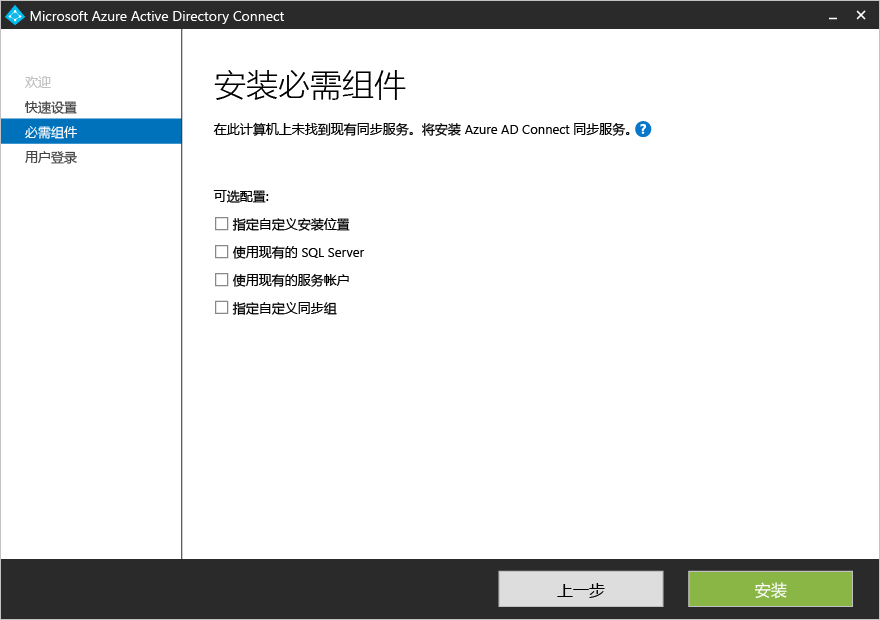 Microsoft Azure Active Directory Connect
欢迎
快速设置
必需组件
用户登录
安装必需组件
在此计算机上未找到现有同步服务。将安装 Azure AD Connect 同步服务。?
可选配置:
指定自定义安装位置
使用现有的 SQL Server
使用现有的服务帐户
指定自定义同步组
上一步
安装